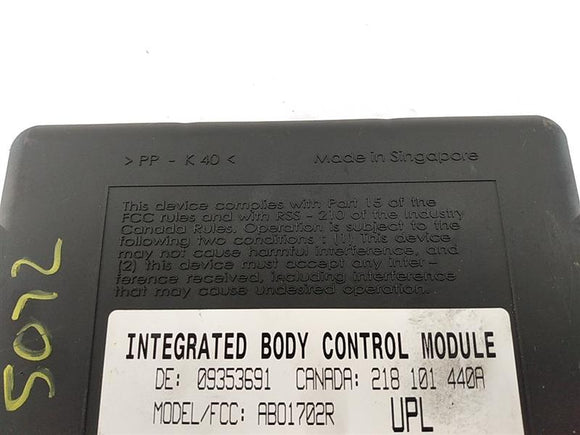 > PP - K 40 < Made in Singapore
This device complies with Part 15 of the
FCC rules and with RSS - 210 of the Industry
Canada Rules. Operation is subject to the
following two conditions : (1) This device
may not cause harmful interference, and
(2) this device must accept any inter-
ference received, including interference
that may cause undesired operation.
5072
INTEGRATED BODY CONTROL MODULE
DE: 09353691 CANADA: 218 101 440A
MODEL/FCC: AB01702R UPL